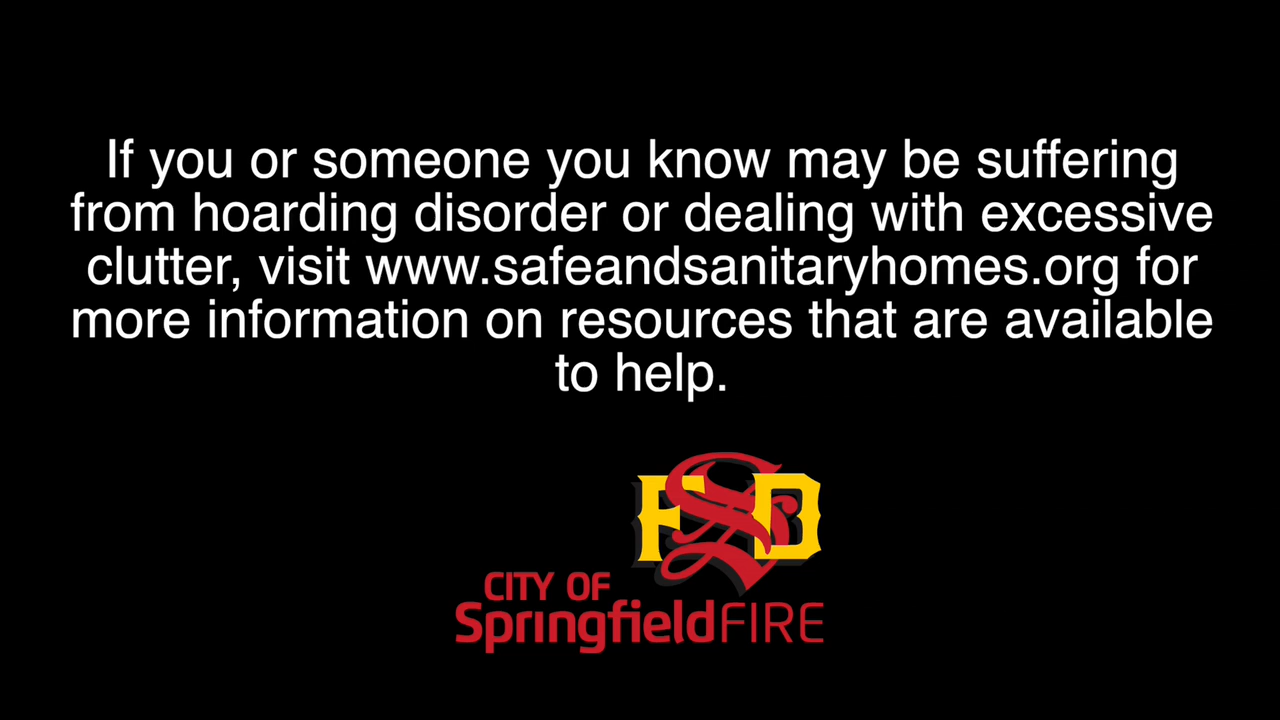 If you or someone you know may be suffering
from hoarding disorder or dealing with excessive
clutter, visit www.safeandsanitaryhomes.org for
more information on resources that are available
to help.
FSD
CITY OF
SpringfieldFIRE